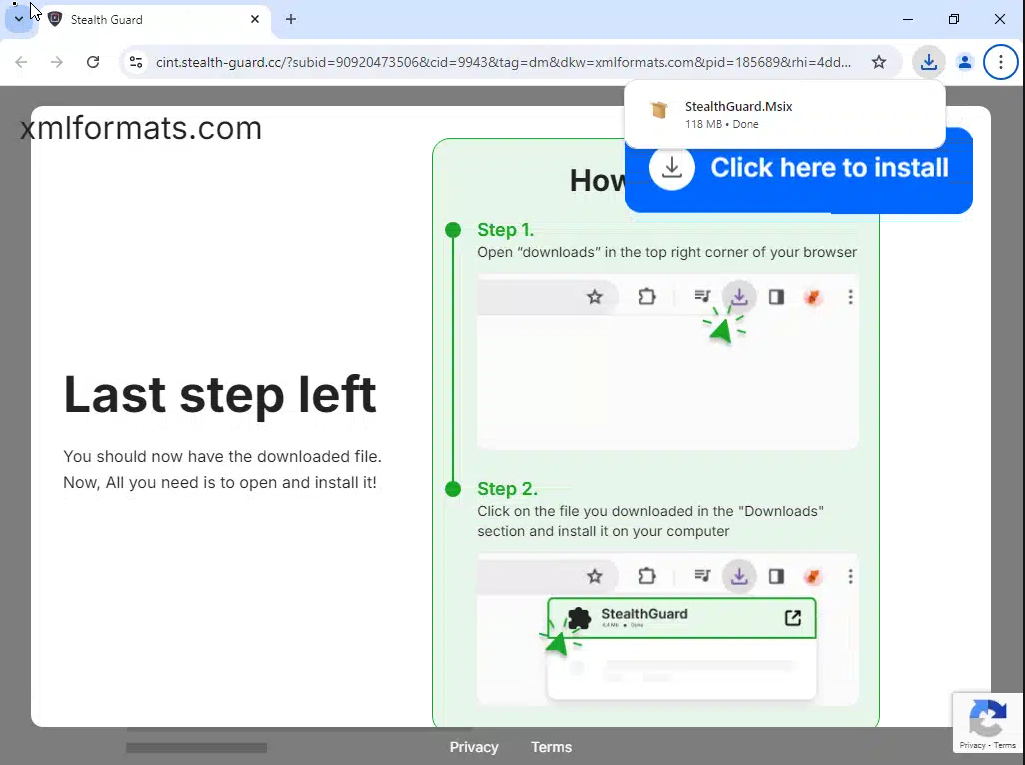 Stealth Guard
cint.stealth-guard.cc/?subid=90920473506&cid=9943&tag=dm&dkw=xmlformats.com&pid=185689&rhi=4dd...
StealthGuard.Msix
118 MB • Done
xmlformats.com
Click here to install
How
Step 1.
Open “downloads” in the top right corner of your browser
Last step left
You should now have the downloaded file.
Now, All you need is to open and install it!
Step 2.
Click on the file you downloaded in the "Downloads"
section and install it on your computer
StealthGuard
Done
Privacy
Terms
Privacy - Terms